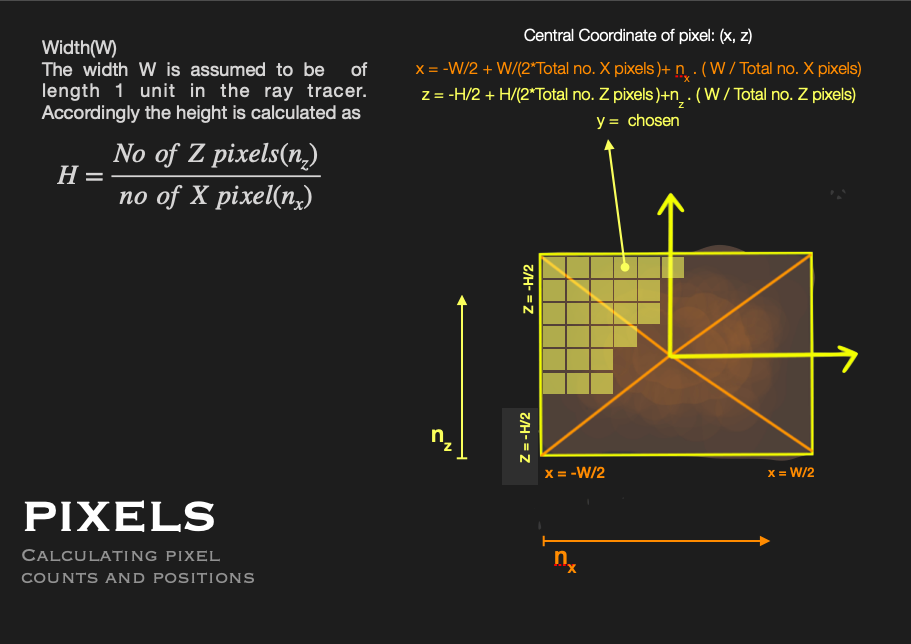 Width(W)
The width W is assumed to be of
length 1 unit in the ray tracer.
Accordingly the height is calculated as
H = No of Z pixels(n_z) / no of X pixel(n_x)
Central Coordinate of pixel: (x, z)
x = -W/2 + W/(2*Total no. X pixels)+ n_x . ( W / Total no. X pixels)
z = -H/2 + H/(2*Total no. Z pixels)+n_z . ( W / Total no. Z pixels)
y = chosen
Z = -H/2
n_z
Z = -H/2
x = -W/2
x = W/2
n_x
PIXELS
CALCULATING PIXEL
COUNTS AND POSITIONS